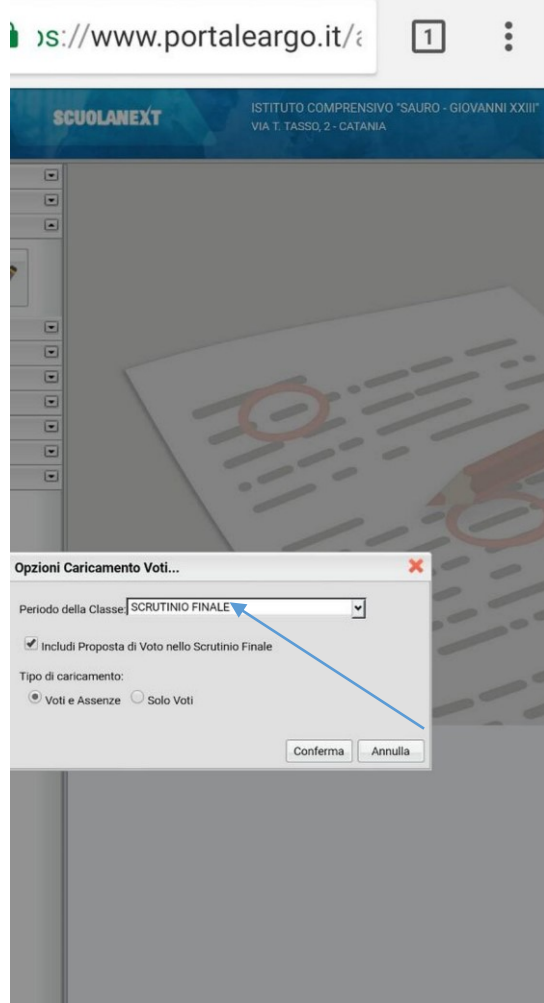 ps://www.portaleargo.it/a
1
SCUOLANEXT
ISTITUTO COMPRENSIVO "SAURO - GIOVANNI XXIII"
VIA T. TASSO, 2 - CATANIA
Opzioni Caricamento Voti...
Periodo della Classe: SCRUTINIO FINALE
Includi Proposta di Voto nello Scrutinio Finale
Tipo di caricamento:
Voti e Assenze Solo Voti
Conferma Annulla